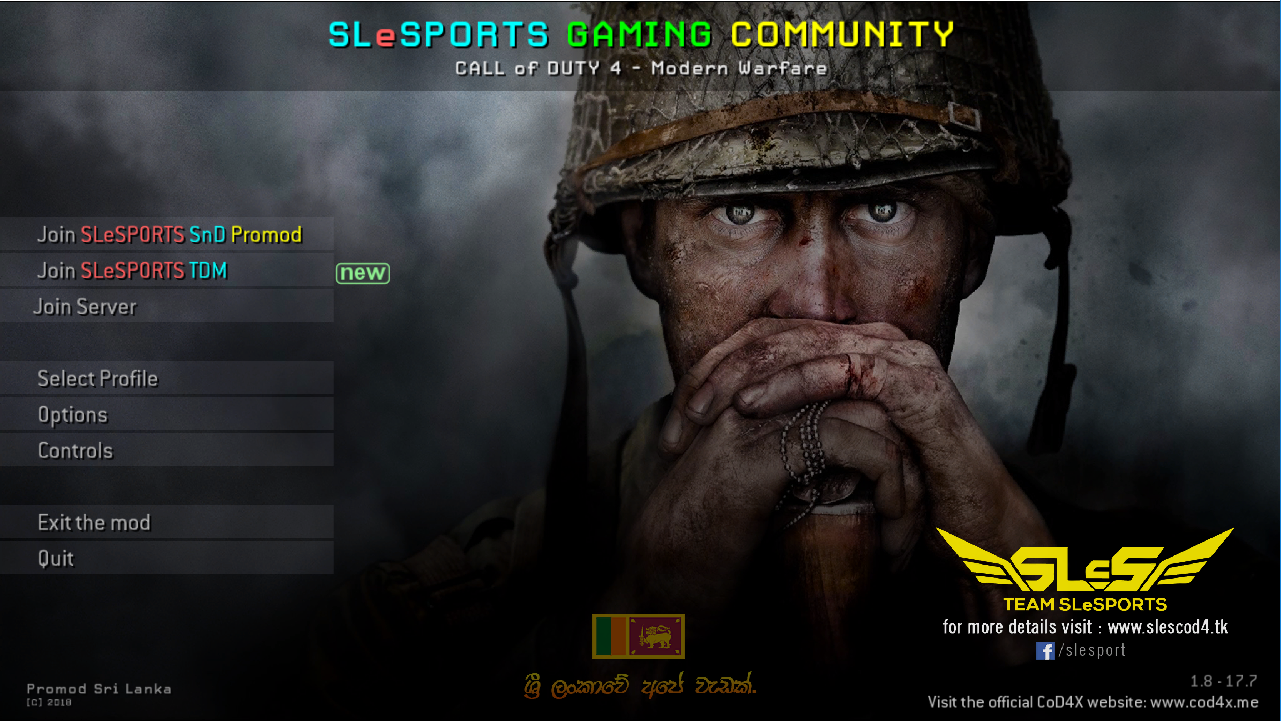 SLeSPORTS GAMING COMMUNITY
CALL of DUTY 4 - Modern Warfare
Join SLeSPORTS SnD Promod
Join SLeSPORTS TDM new
Join Server
Select Profile
Options
Controls
Exit the mod
Quit
SLeS
TEAM SLeSPORTS
for more details visit : www.slescod4.tk
f /slesport
ශ්‍රී ලංකාවේ අපේ වැඩක්.
Promod Sri Lanka
[C] 2018
1.8 - 17.7
Visit the official CoD4X website: www.cod4x.me